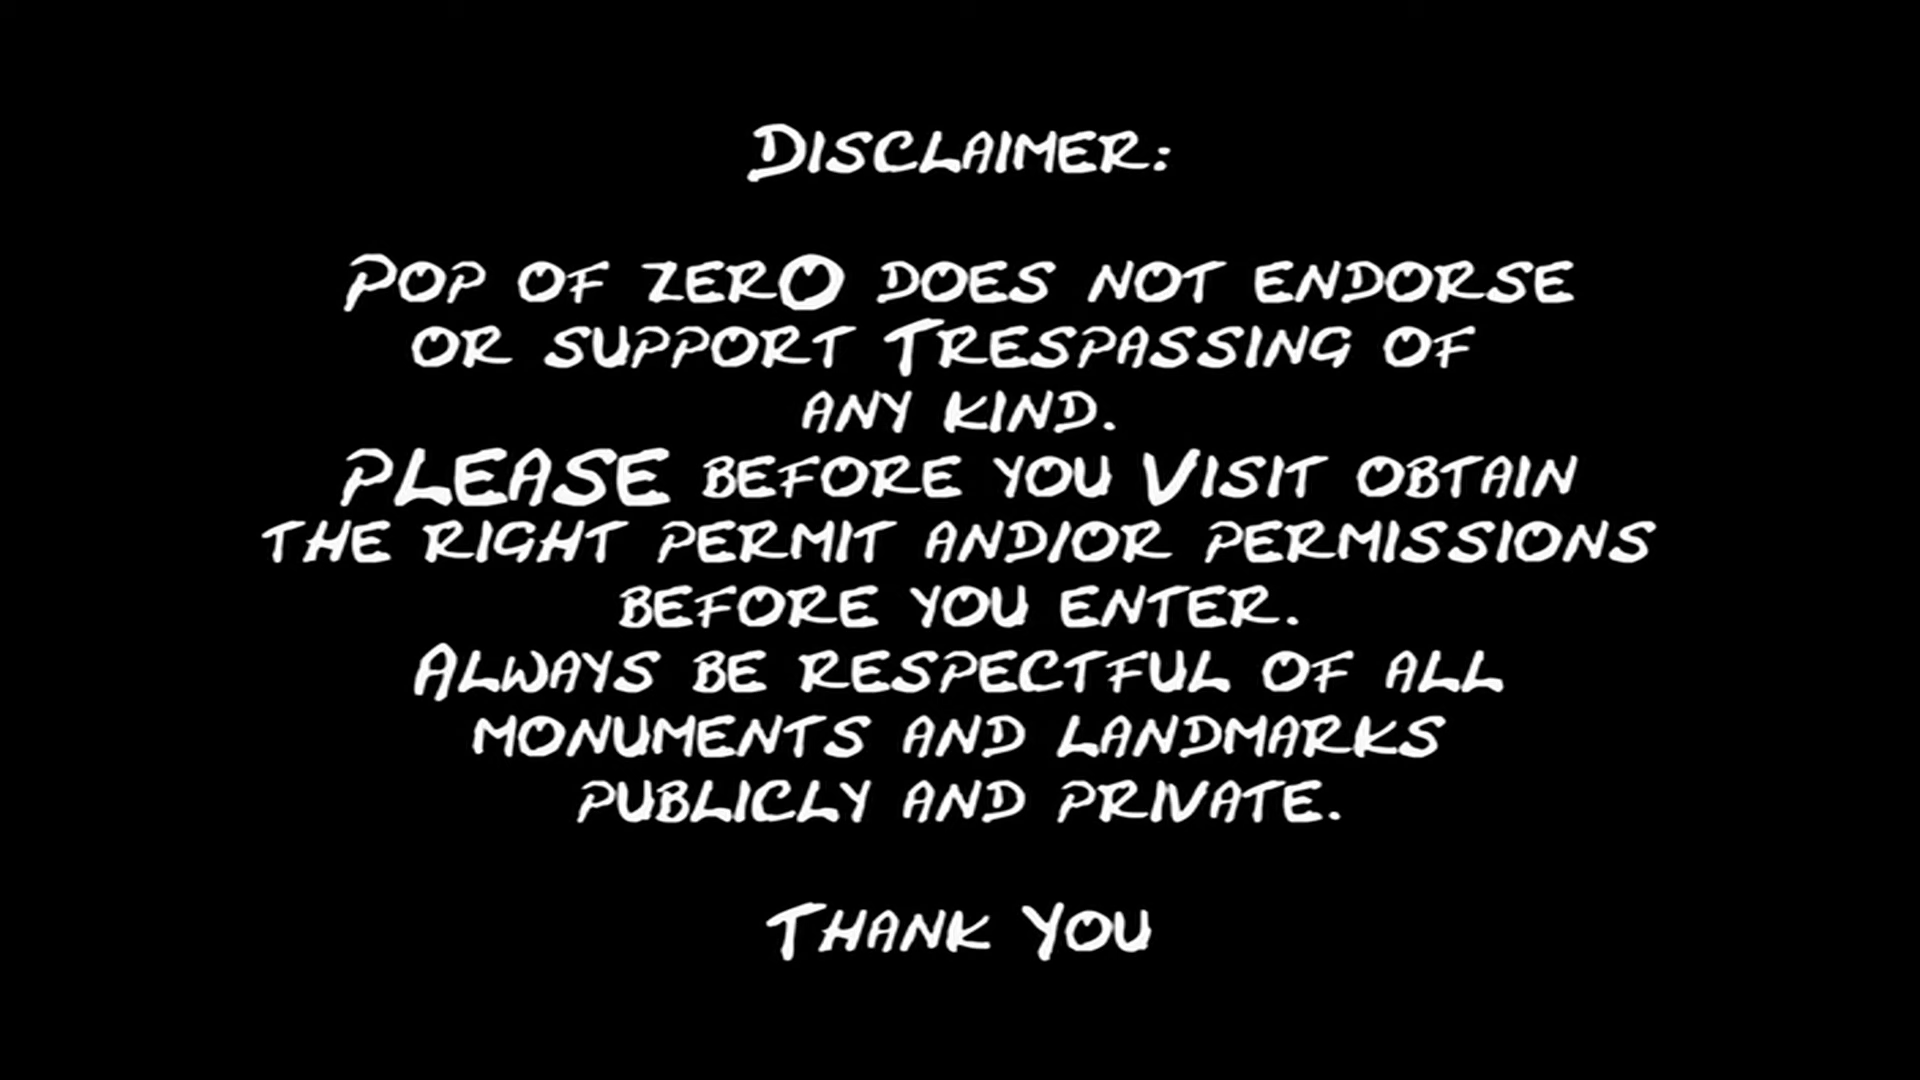 Disclaimer:
Pop of zerO does not endorse
or support Trespassing of
any kind.
PLEASE before you Visit obtain
the right permit and/or permissions
before you enter.
Always be respectful of all
monuments and landmarks
publicly and private.
Thank You